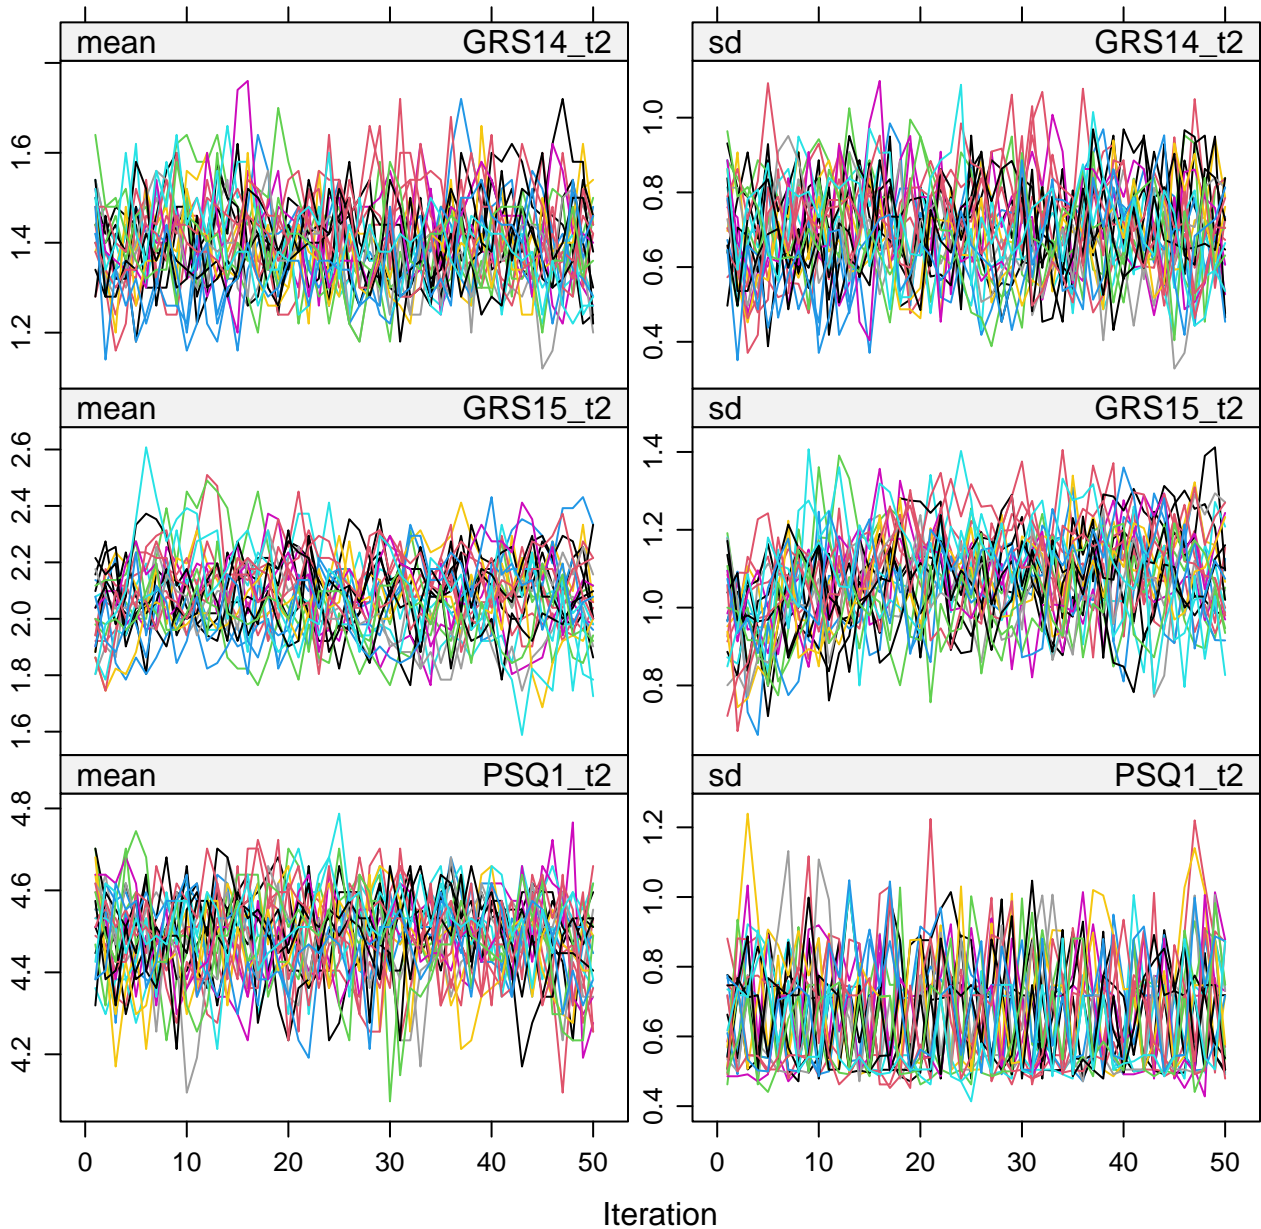 mean GRS14_t2 sd GRS14_t2
1.2 1.4 1.6
0.4 0.6 0.8 1.0
mean GRS15_t2 sd GRS15_t2
1.6 1.8 2.0 2.2 2.4 2.6
0.8 1.0 1.2 1.4
mean PSQ1_t2 sd PSQ1_t2
4.2 4.4 4.6 4.8
0.4 0.6 0.8 1.0 1.2
0 10 20 30 40 50 0 10 20 30 40 50
Iteration